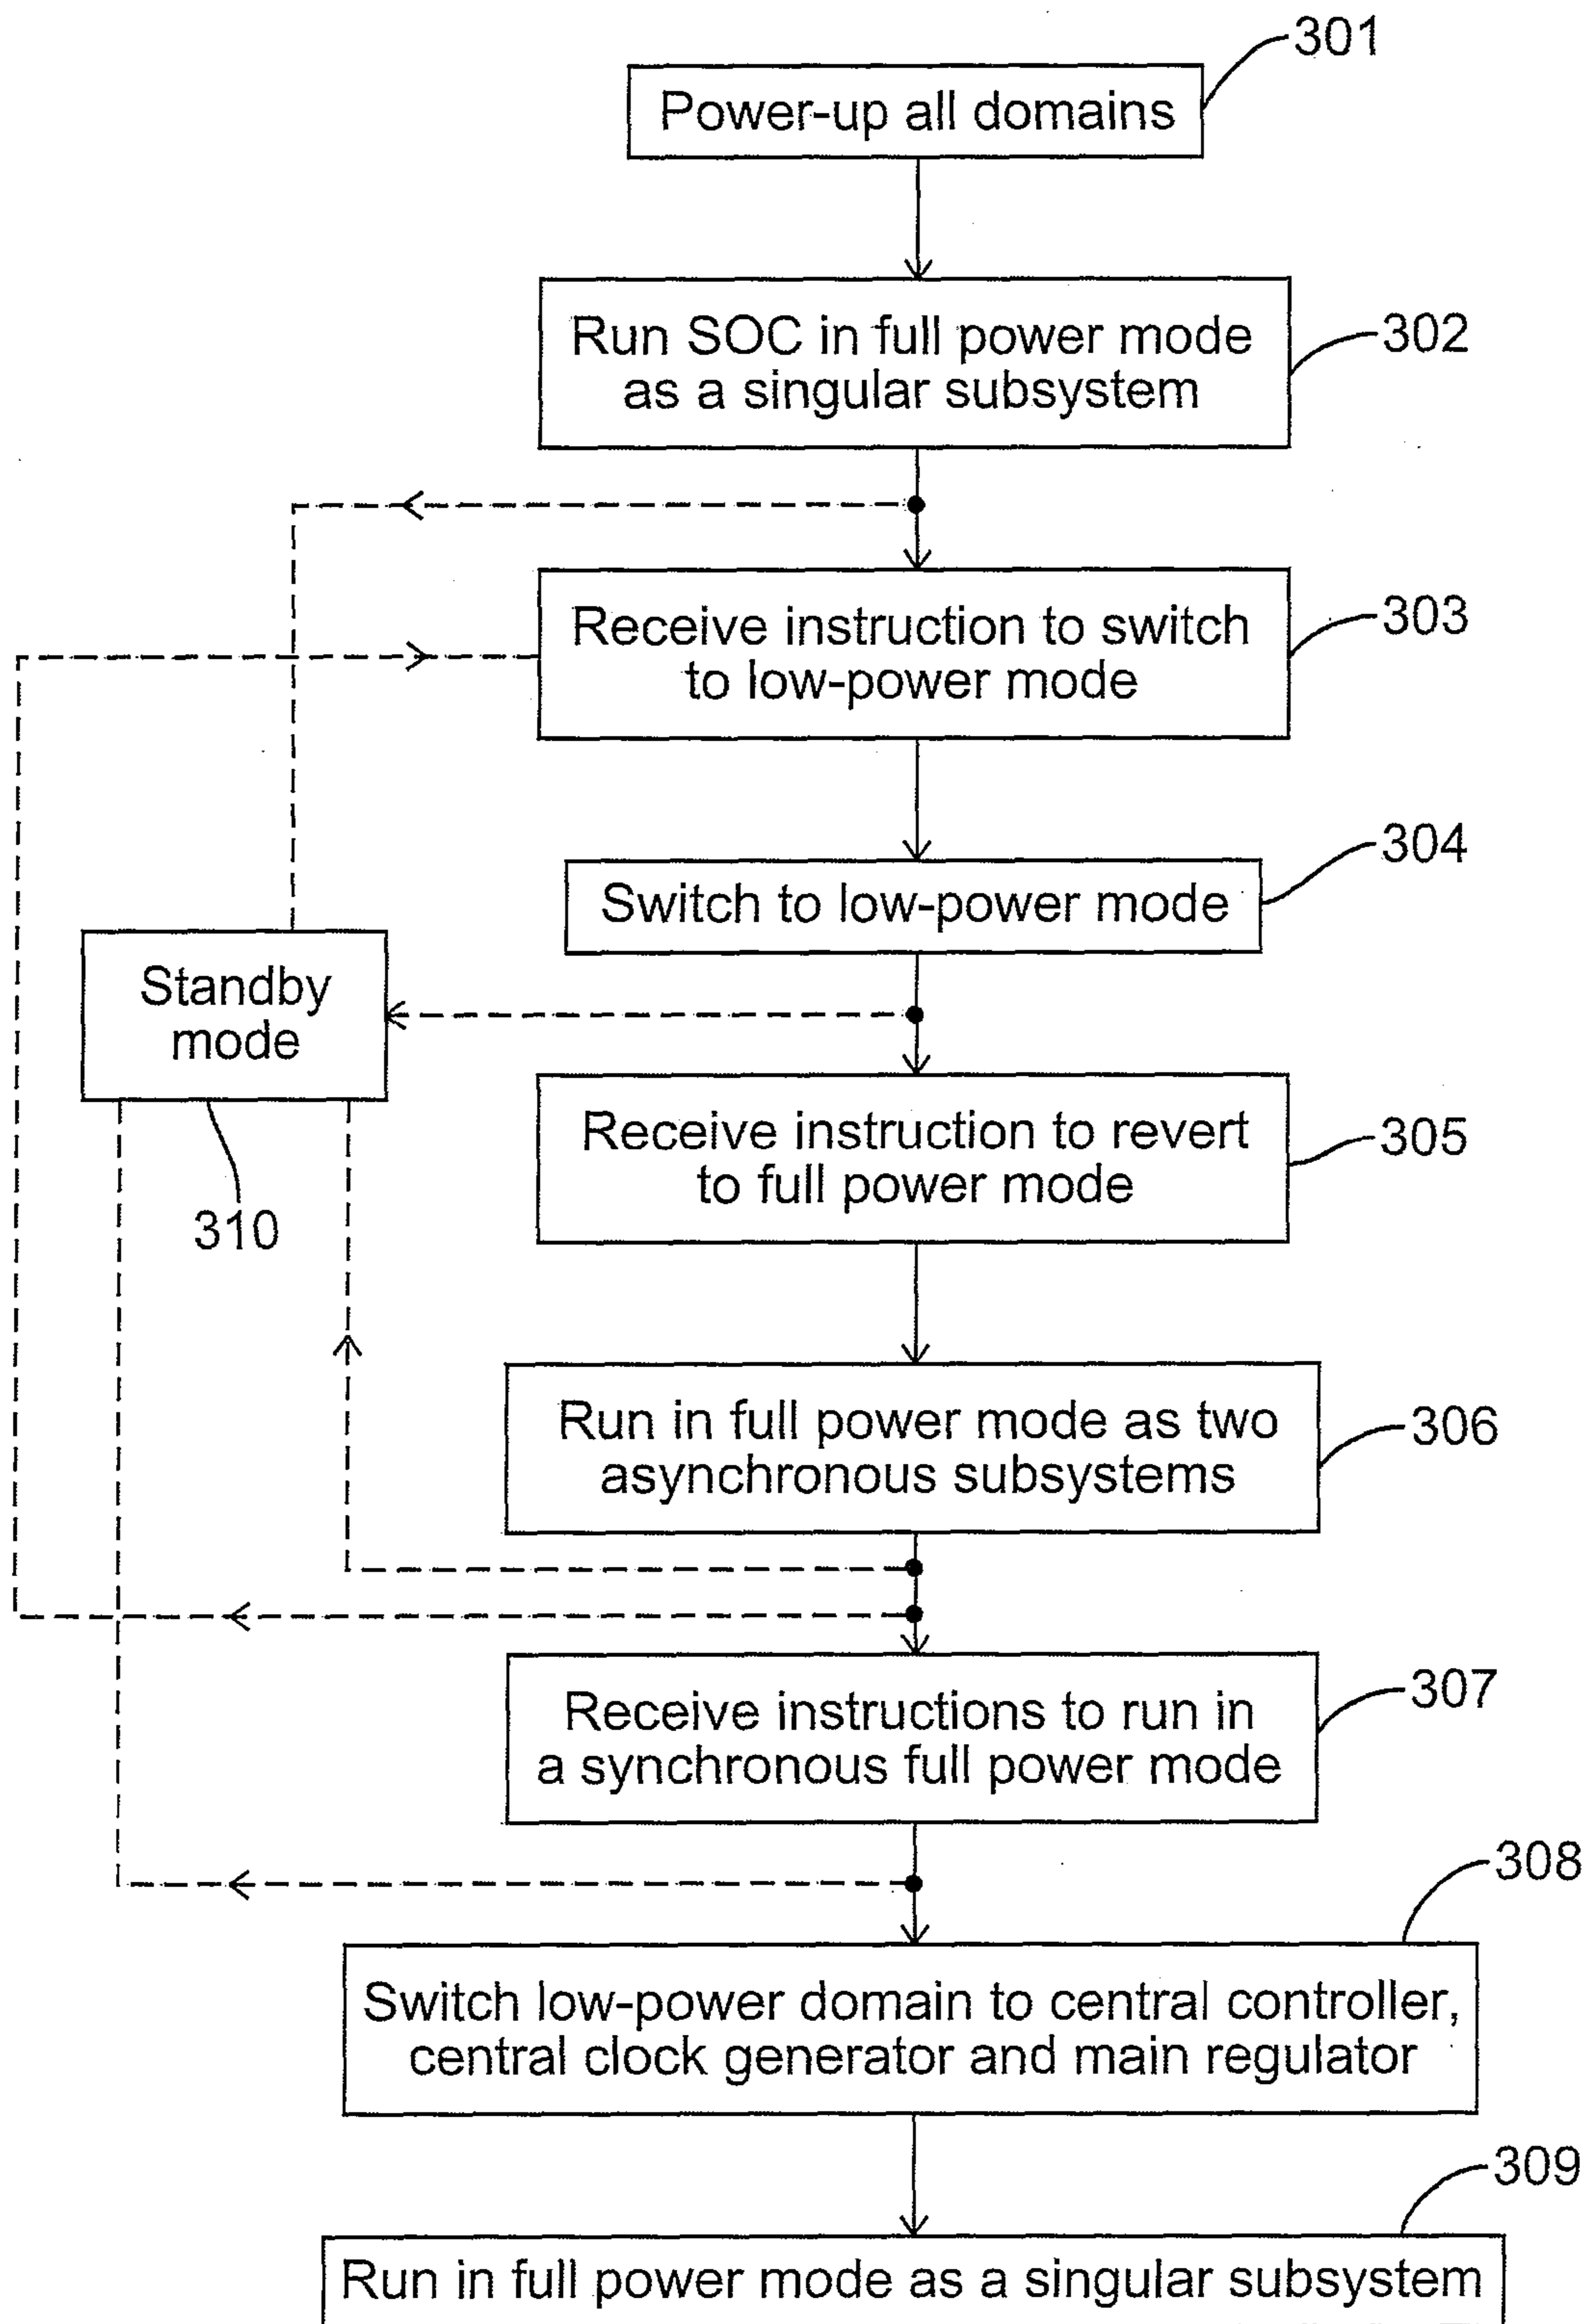 301
Power-up all domains
Run SOC in full power mode
as a singular subsystem
302
Receive instruction to switch
to low-power mode
303
304
Switch to low-power mode
Standby
mode
310
Receive instruction to revert
to full power mode
305
Run in full power mode as two
asynchronous subsystems
306
Receive instructions to run in
a synchronous full power mode
307
308
Switch low-power domain to central controller,
central clock generator and main regulator
309
Run in full power mode as a singular subsystem